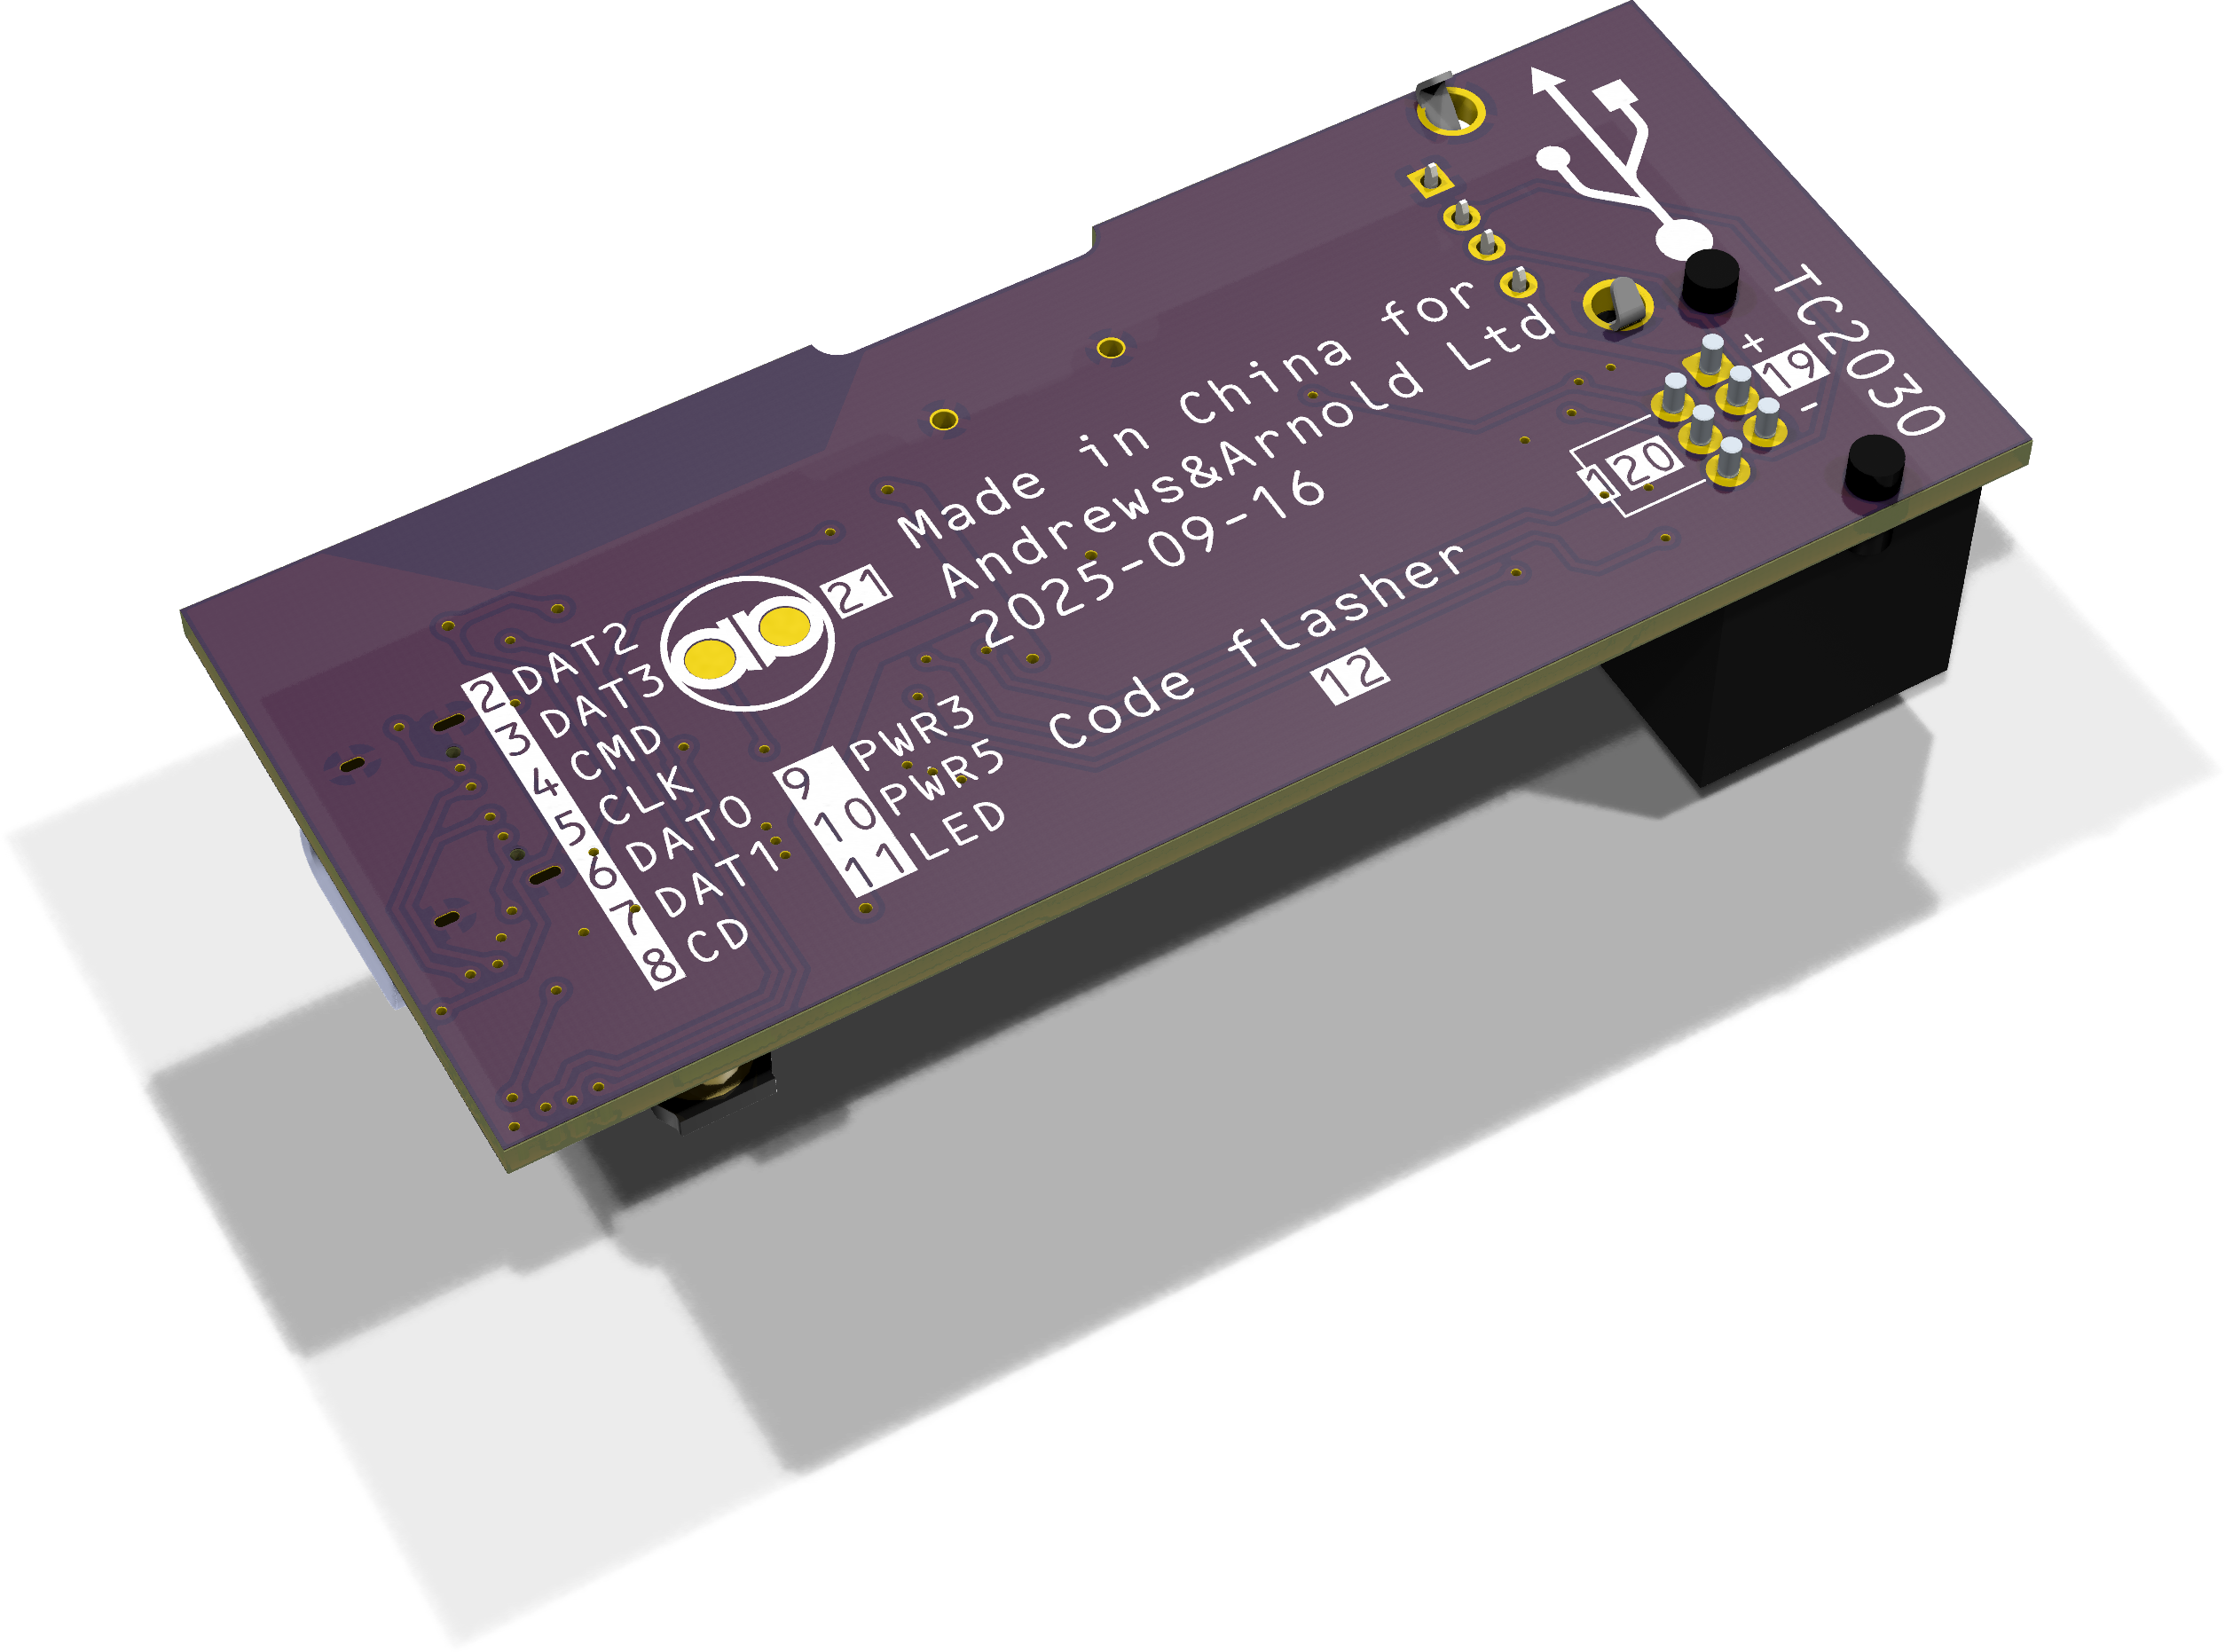 TC2030
+
19
-
1
20
Made in China for
Andrews&Arnold Ltd
2025-09-16
Code flasher
12
21
2 DAT2
3 DAT3
4 CMD
5 CLK
6 DAT0
7 DAT1
8 CD
9 PWR3
10 PWR5
11 LED